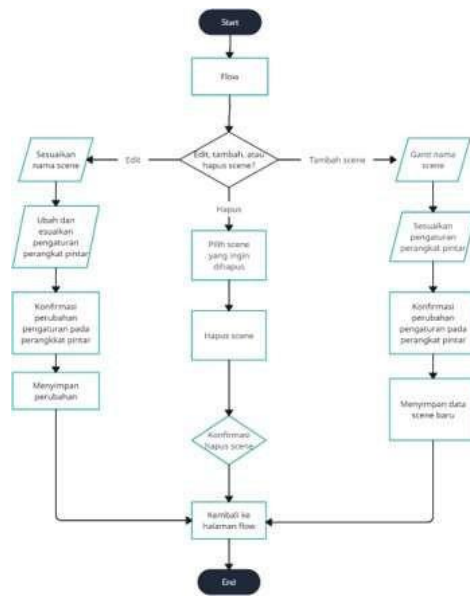 Start
Flow
Edit, tambah, atau
hapus scene?
Edit
Tambah scene
Hapus
Sesuaikan
nama scene
Ubah dan
esuaikan
pengaturan
perangkat pintar
Konfirmasi
perubahan
pengaturan pada
perangkkat pintar
Menyimpan
perubahan
Pilih scene
yang ingin
dihapus
Hapus scene
Konfirmasi
hapus scene
Ganti nama
scene
Sesuaikan
pengaturan
perangkat pintar
Konfirmasi
perubahan
pengaturan pada
perangkat pintar
Menyimpan data
scene baru
Kembali ke
halaman flow
End